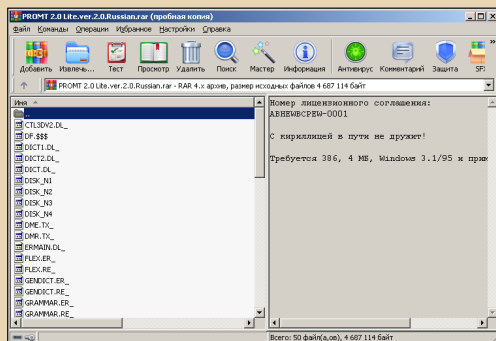 PROMT 2.0 Lite.ver.2.0.Russian.rar (пробная копия)
Файл Команды Операции Избранное Настройки Справка
Добавить Извлечь... Тест Просмотр Удалить Поиск Мастер Информация Антивирус Комментарий Защита SFX
PROMT 2.0 Lite.ver.2.0.Russian.rar - RAR 4.x архив, размер исходных файлов 4 687 114 байт
Имя
..
CTL3DV2.DL_
DF.$$$
DICT1.DL_
DICT2.DL_
DICT.DL_
DISK_N1
DISK_N2
DISK_N3
DISK_N4
DME.TX_
DMR.TX_
ERMAIN.DL_
FLEX.ER_
FLEX.RE_
GENDICT.ER_
GENDICT.RE_
GRAMMAR.ER_
GRAMMAR.RE_
Номер лицензионного соглашения:
ABHEWBCPEW-0001
С кириллицей в пути не дружит!
Требуется 386, 4 MB, Windows 3.1/95 и прим
Всего: 50 файл(а,ов), 4 687 114 байт